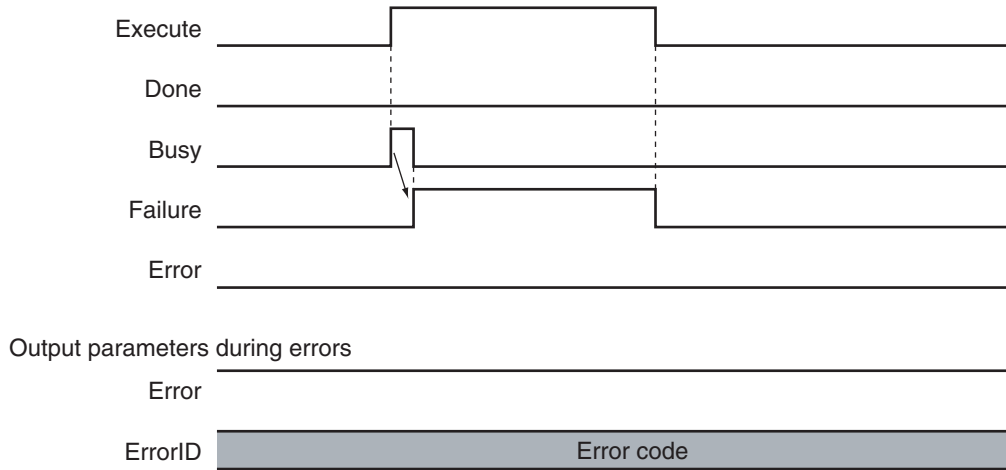 Execute
Done
Busy
Failure
Error
Output parameters during errors
Error
ErrorID
Error code